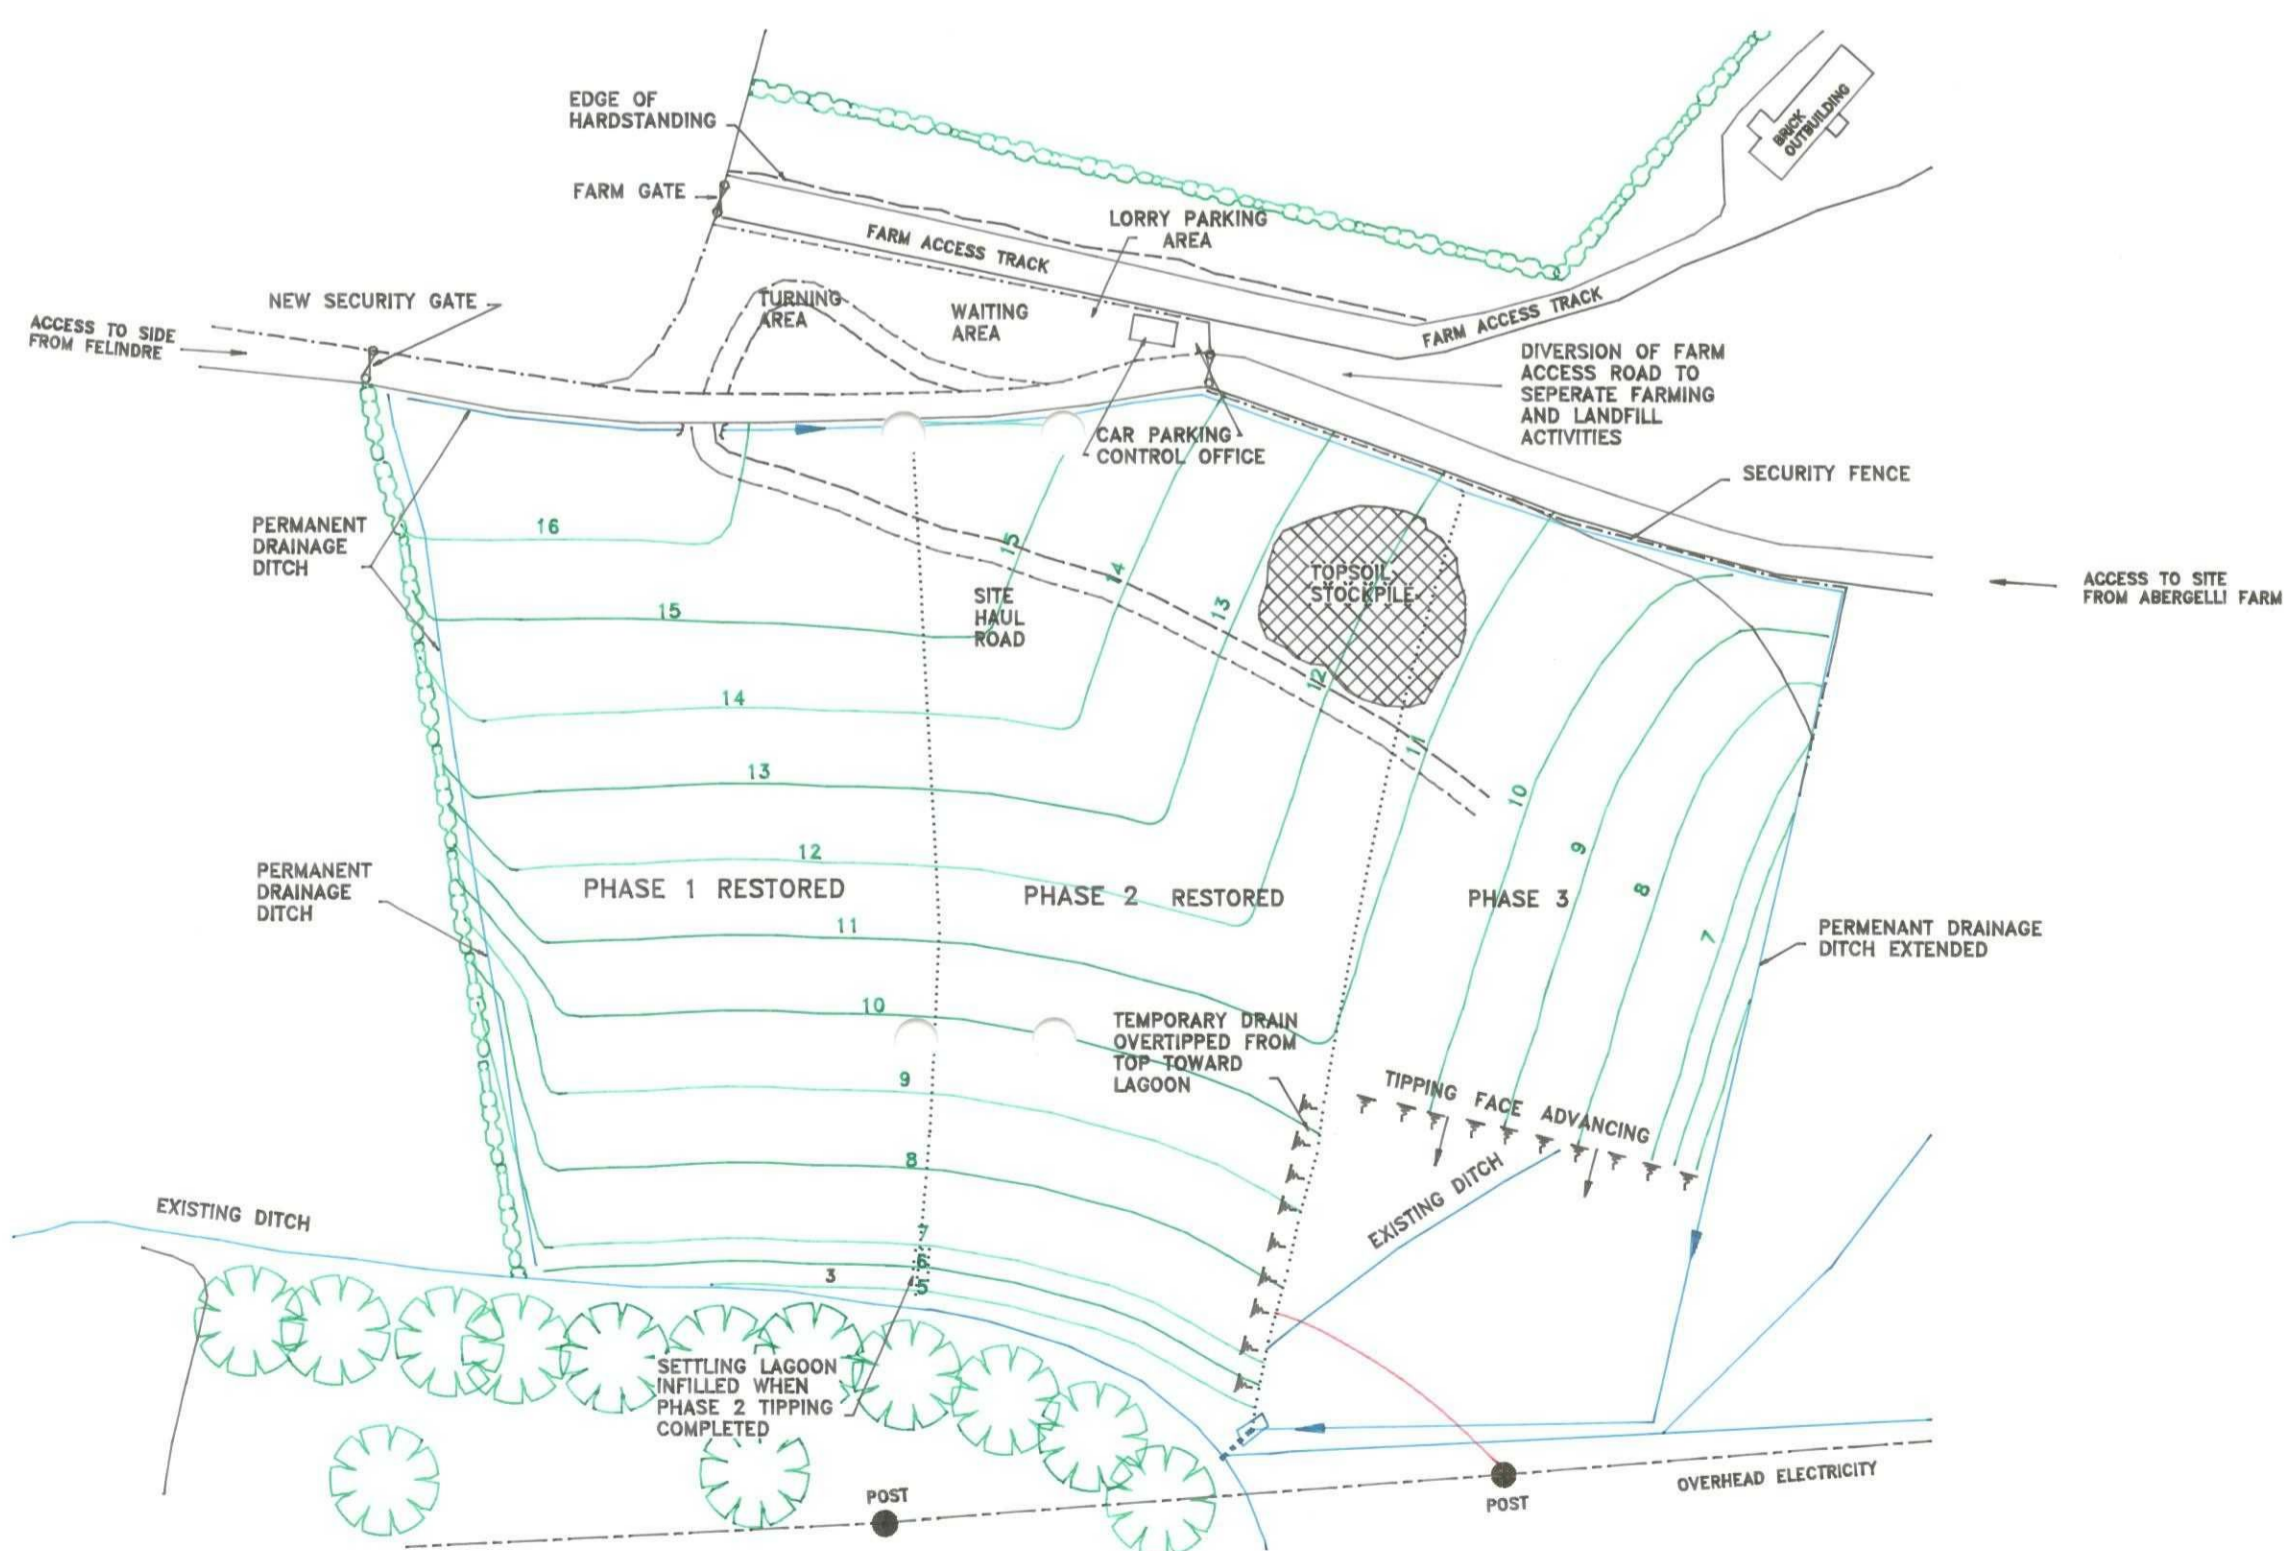 EDGE OF
HARDSTANDING
BRICK
OUTBUILDING
FARM GATE
LORRY PARKING
AREA
FARM ACCESS TRACK
NEW SECURITY GATE
TURNING
AREA
WAITING
AREA
FARM ACCESS TRACK
ACCESS TO SIDE
FROM FELINDRE
DIVERSION OF FARM
ACCESS ROAD TO
SEPERATE FARMING
AND LANDFILL
ACTIVITIES
CAR PARKING
CONTROL OFFICE
SECURITY FENCE
PERMANENT
DRAINAGE
DITCH
16
15
14
13
TOPSOIL
STOCKPILE
ACCESS TO SITE
FROM ABERGELLI FARM
SITE
HAUL
ROAD
15
14
12
11
13
10
9
8
7
12
PERMANENT
DRAINAGE
DITCH
PHASE 1 RESTORED
PHASE 2 RESTORED
PHASE 3
11
PERMENANT DRAINAGE
DITCH EXTENDED
10
TEMPORARY DRAIN
OVERTIPPED FROM
TOP TOWARD
LAGOON
9
TIPPING FACE ADVANCING
8
EXISTING DITCH
EXISTING DITCH
7
6
5
3
SETTLING LAGOON
INFILLED WHEN
PHASE 2 TIPPING
COMPLETED
POST
POST
OVERHEAD ELECTRICITY